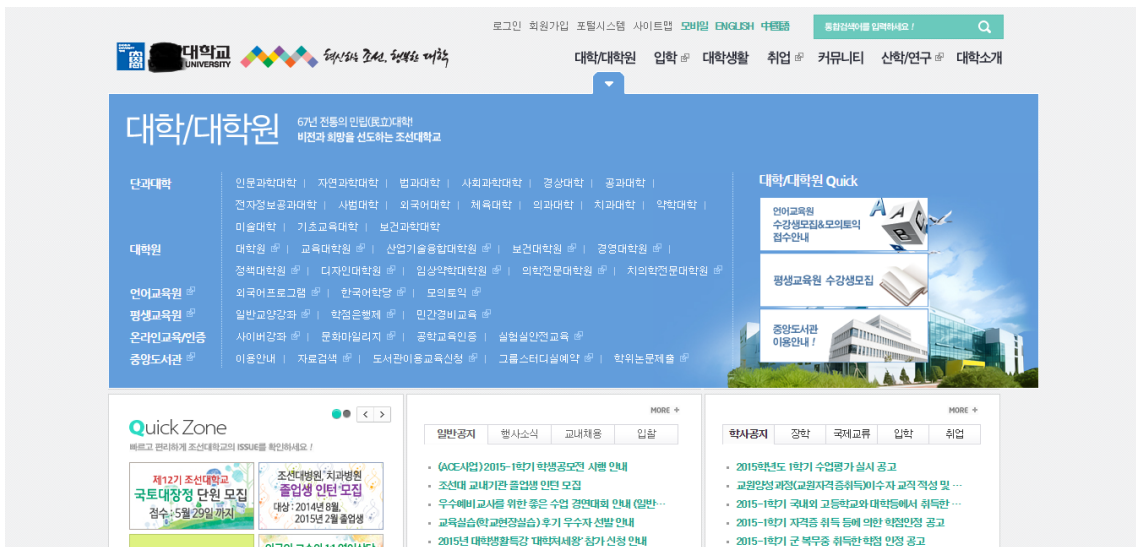 로그인 회원가입 포털시스템 사이트맵 모바일 ENGLISH 中國語 통합검색어를 입력하세요 !
대학교
UNIVERSITY
혁신하는 조선, 행복한 대학
대학/대학원 입학 대학생활 취업 커뮤니티 산학/연구 대학소개
대학/대학원
67년 전통의 민립(民立)대학!
비전과 희망을 선도하는 조선대학교
단과대학
인문과학대학 | 자연과학대학 | 법과대학 | 사회과학대학 | 경상대학 | 공과대학 |
전자정보공과대학 | 사범대학 | 외국어대학 | 체육대학 | 의과대학 | 치과대학 | 약학대학 |
미술대학 | 기초교육대학 | 보건과학대학
대학원
대학원 | 교육대학원 | 산업기술융합대학원 | 보건대학원 | 경영대학원 |
정책대학원 | 디자인대학원 | 임상약학대학원 | 의학전문대학원 | 치의학전문대학원
언어교육원
외국어프로그램 | 한국어학당 | 모의토익
평생교육원
일반교양강좌 | 학점은행제 | 민간경비교육
온라인교육/인증
사이버강좌 | 문화마일리지 | 공학교육인증 | 실험실안전교육
중앙도서관
이용안내 | 자료검색 | 도서관이용교육신청 | 그룹스터디실예약 | 학위논문제출
대학/대학원 Quick
언어교육원
수강생모집&모의토익
접수안내
A A B C
평생교육원 수강생모집
중앙도서관
이용안내 !
Quick Zone
빠르고 편리하게 조선대학교의 ISSUE를 확인하세요 !
제12기 조선대학교
국토대장정 단원 모집
접수 : 5월 29일 까지
조선대병원, 치과병원
졸업생 인턴 모집
대상 : 2014년 8월,
2015년 2월 졸업생
MORE +
일반공지 행사소식 교내채용 입찰
(ACE사업) 2015-1학기 학생공모전 시행 안내
조선대 교내기관 졸업생 인턴 모집
우수예비교사를 위한 좋은 수업 경연대회 안내 (일반…
교육실습(학교현장실습) 후기 우수자 선발 안내
2015년 대학생활특강 '대학처세왕' 참가 신청 안내
MORE +
학사공지 장학 국제교류 입학 취업
2015학년도 1학기 수업평가 실시 공고
교원양성과정(교원자격증취득)이수자 교적 적성 및 …
2015-1학기 국내외 고등학교와 대학등에서 취득한 …
2015-1학기 자격증 취득 등에 의한 학점인정 공고
2015-1학기 군 복무중 취득한 학점 인정 공고